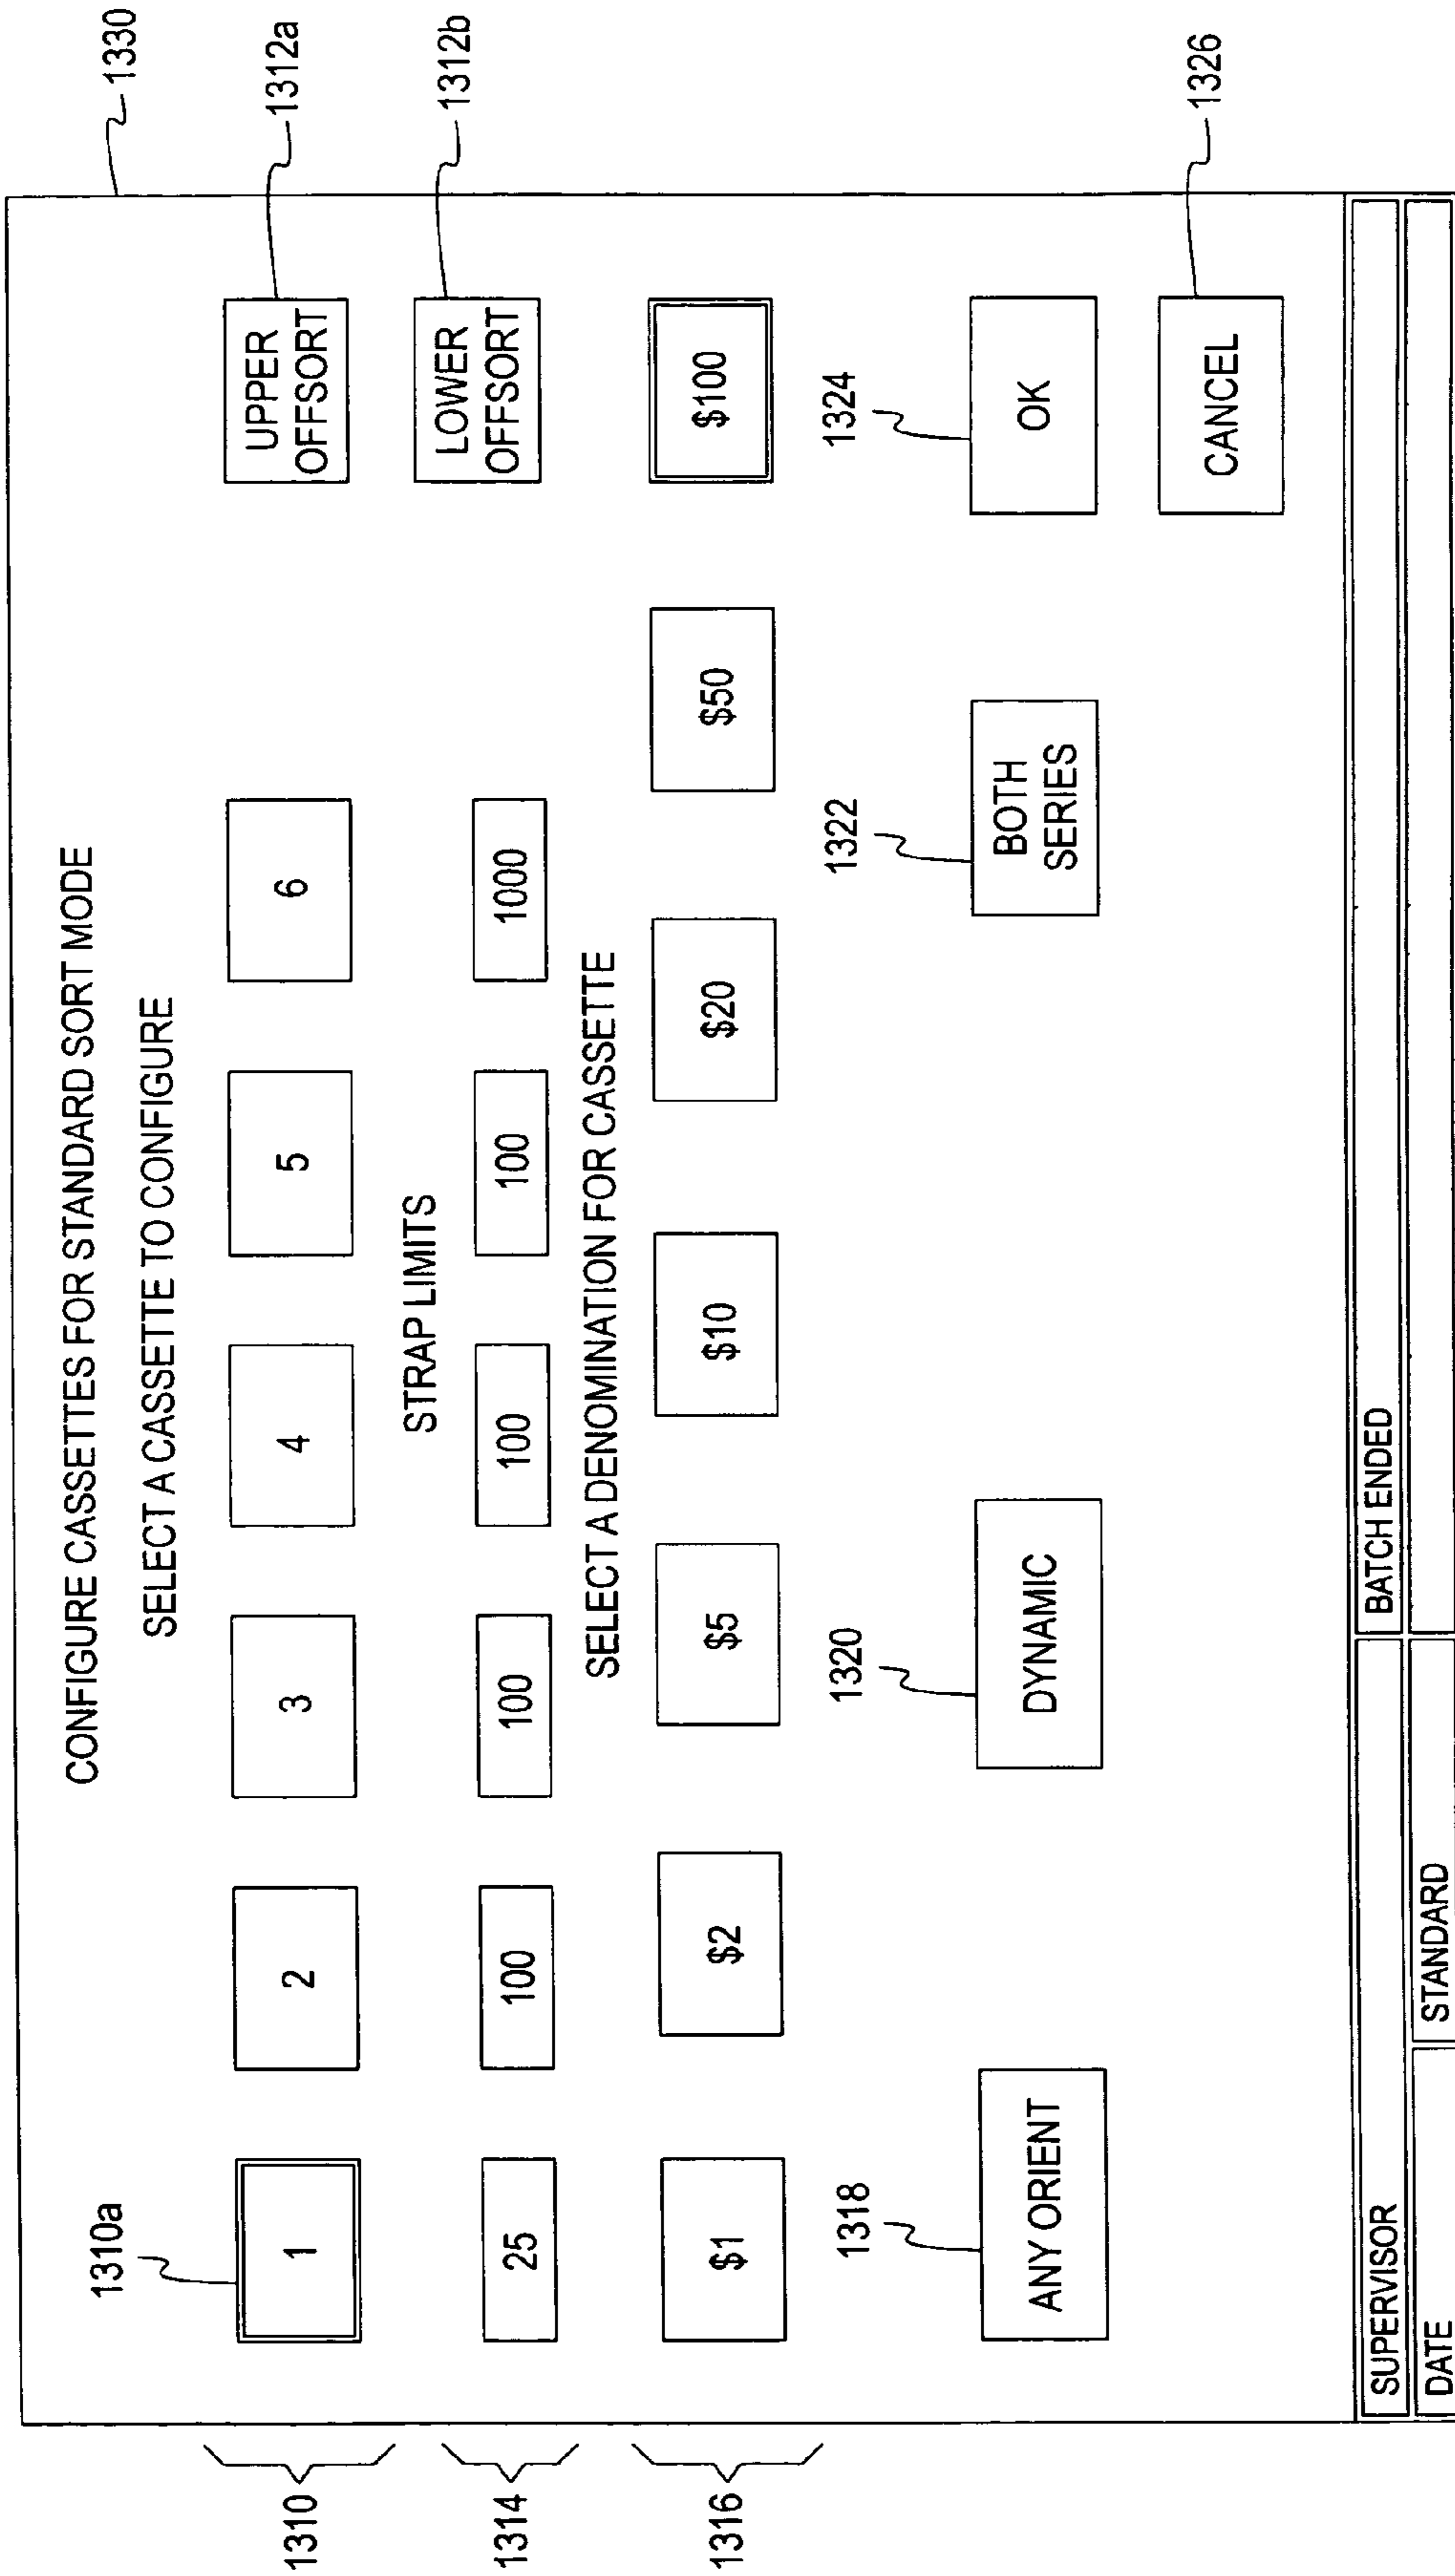 1330
CONFIGURE CASSETTES FOR STANDARD SORT MODE
SELECT A CASSETTE TO CONFIGURE
1310a
1312a
1310
1
2
3
4
5
6
UPPER
OFFSORT
STRAP LIMITS
1312b
1314
25
100
100
100
100
1000
LOWER
OFFSORT
SELECT A DENOMINATION FOR CASSETTE
1316
$1
$2
$5
$10
$20
$50
$100
1318
1320
1322
1324
ANY ORIENT
DYNAMIC
BOTH
SERIES
OK
1326
CANCEL
SUPERVISOR
BATCH ENDED
DATE
STANDARD